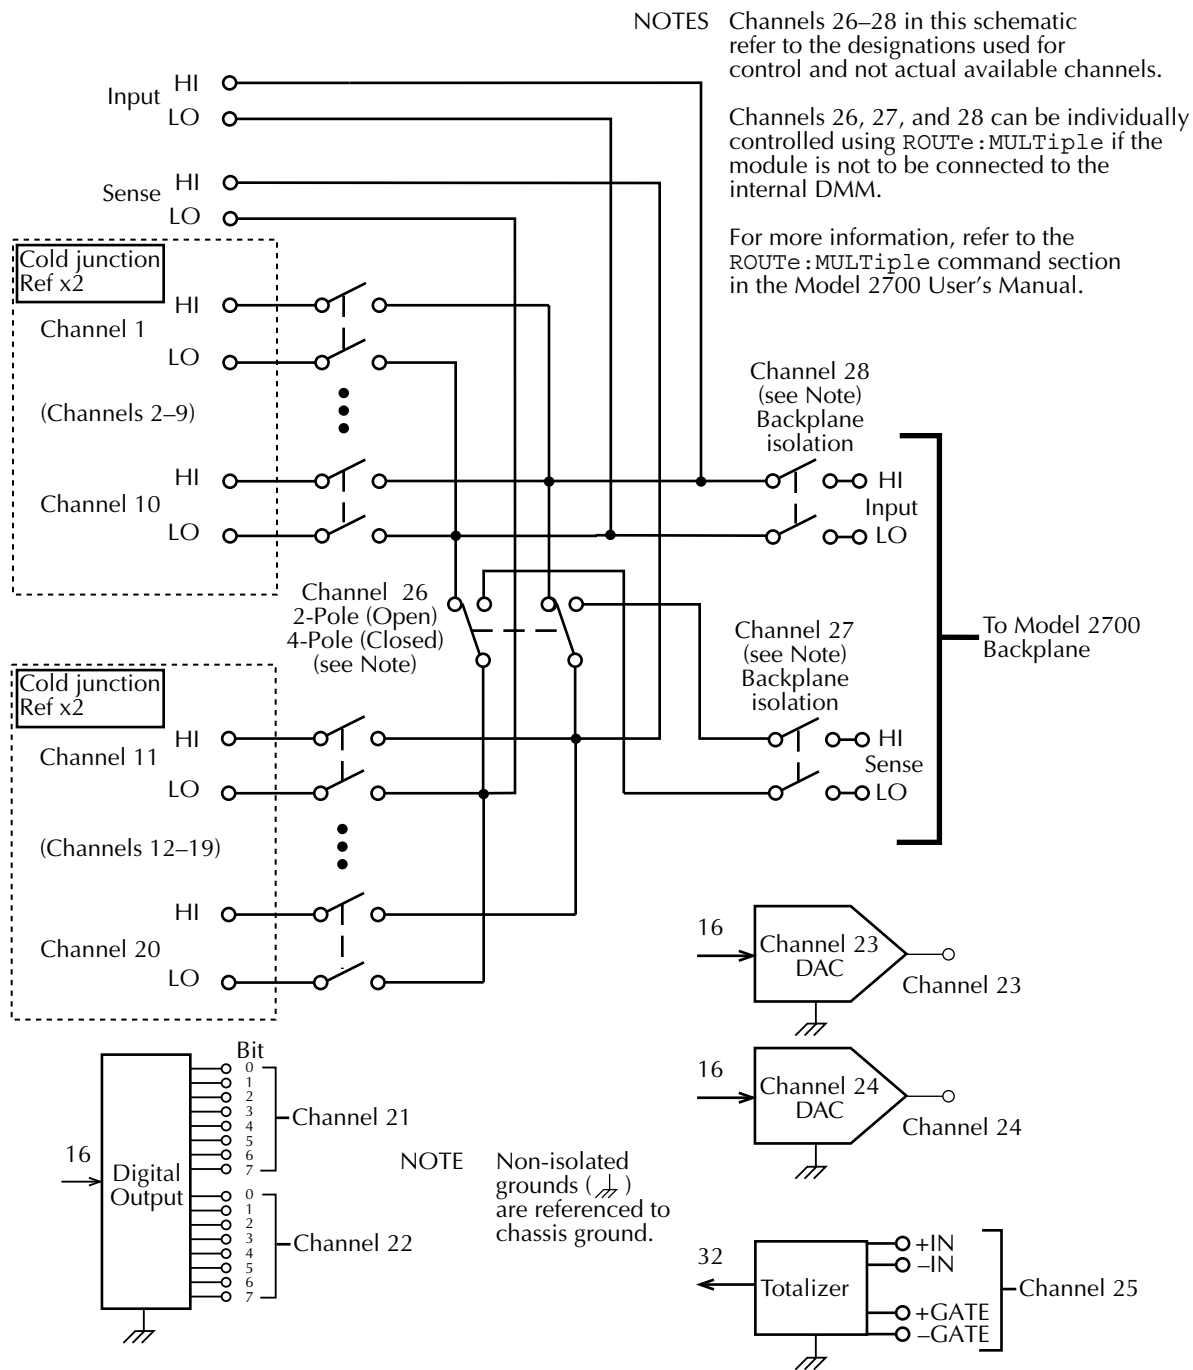 NOTES Channels 26–28 in this schematic
refer to the designations used for
control and not actual available channels.
Channels 26, 27, and 28 can be individually
controlled using ROUTe:MULTiple if the
module is not to be connected to the
internal DMM.
For more information, refer to the
ROUTe:MULTiple command section
in the Model 2700 User's Manual.
Input
HI
LO
Sense
HI
LO
Cold junction
Ref x2
Channel 1
HI
LO
(Channels 2–9)
Channel 10
HI
LO
Channel 28
(see Note)
Backplane
isolation
HI
Input
LO
Channel 26
2-Pole (Open)
4-Pole (Closed)
(see Note)
Channel 27
(see Note)
Backplane
isolation
HI
Sense
LO
To Model 2700
Backplane
Cold junction
Ref x2
Channel 11
HI
LO
(Channels 12–19)
Channel 20
HI
LO
16
Channel 23
DAC
Channel 23
16
Channel 24
DAC
Channel 24
Bit
0
1
2
3
4
5
6
7
Channel 21
16
Digital
Output
0
1
2
3
4
5
6
7
Channel 22
NOTE Non-isolated
grounds ( )
are referenced to
chassis ground.
32
Totalizer
+IN
–IN
+GATE
–GATE
Channel 25